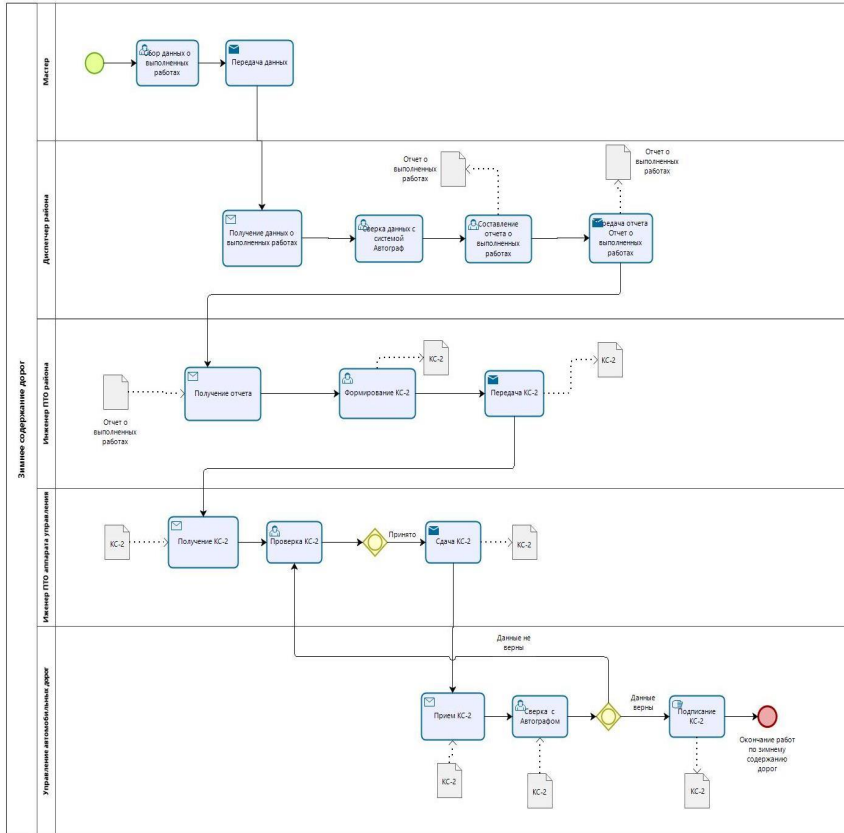 Зимнее содержание дорог
Мастер
Сбор данных о
выполненных
работах
Передача данных
Диспетчер района
Отчет о
выполненных
работах
Отчет о
выполненных
работах
Получение данных о
выполненных работах
Сверка данных с
системой
Автограф
Составление
отчета о
выполненных
работах
Передача отчета
Отчет о
выполненных
работах
Инженер ПТО района
КС-2
КС-2
Получение отчета
Формирование КС-2
Передача КС-2
Отчет о
выполненных
работах
Инженер ПТО аппарата управления
КС-2
Получение КС-2
Проверка КС-2
Принято
Сдача КС-2
КС-2
Управление автомобильных дорог
Данные не
верны
Прием КС-2
Сверка с
Автографом
Данные
верны
Подписание
КС-2
Окончание работ
по зимнему
содержанию
дорог
КС-2
КС-2
КС-2